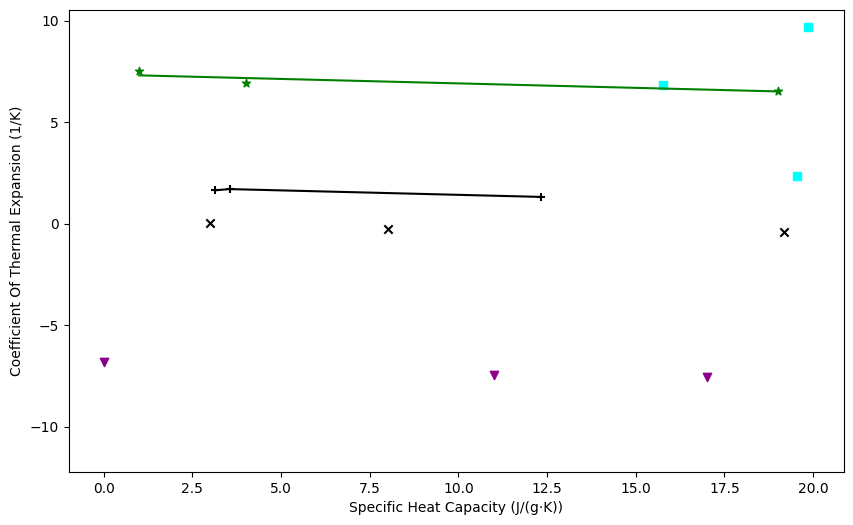 10
5
0
−5
−10
Coefficient Of Thermal Expansion (1/K)
0.0 2.5 5.0 7.5 10.0 12.5 15.0 17.5 20.0
Specific Heat Capacity (J/(g·K))